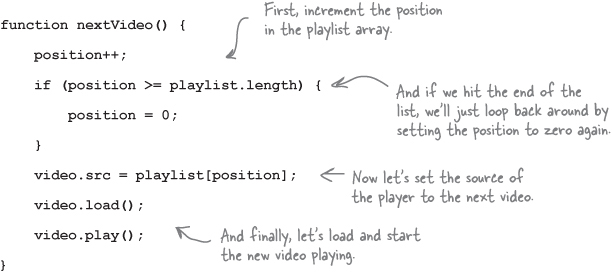 First, increment the position
in the playlist array.
function nextVideo() {
position++;
if (position >= playlist.length) {
And if we hit the end of the
list, we'll just loop back around by
setting the position to zero again.
position = 0;
}
video.src = playlist[position];
Now let's set the source of
the player to the next video.
video.load();
video.play();
And finally, let's load and start
the new video playing.
}